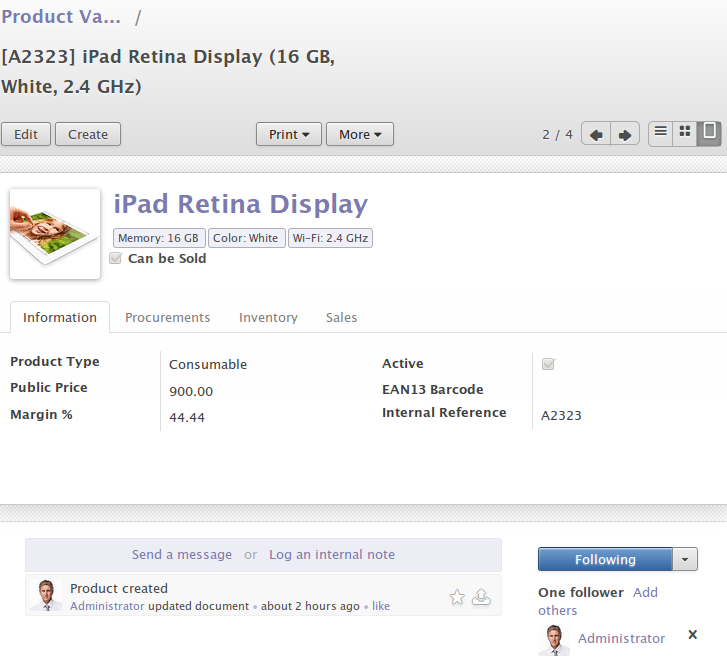 Product Va... /
[A2323] iPad Retina Display (16 GB,
White, 2.4 GHz)
Edit Create Print More 2 / 4
iPad Retina Display
Memory: 16 GB Color: White Wi-Fi: 2.4 GHz
Can be Sold
Information Procurements Inventory Sales
Product Type Consumable Active
Public Price 900.00 EAN13 Barcode
Margin % 44.44 Internal Reference A2323
Send a message or Log an internal note
Following
Product created
Administrator updated document • about 2 hours ago • like
One follower Add
others
Administrator x